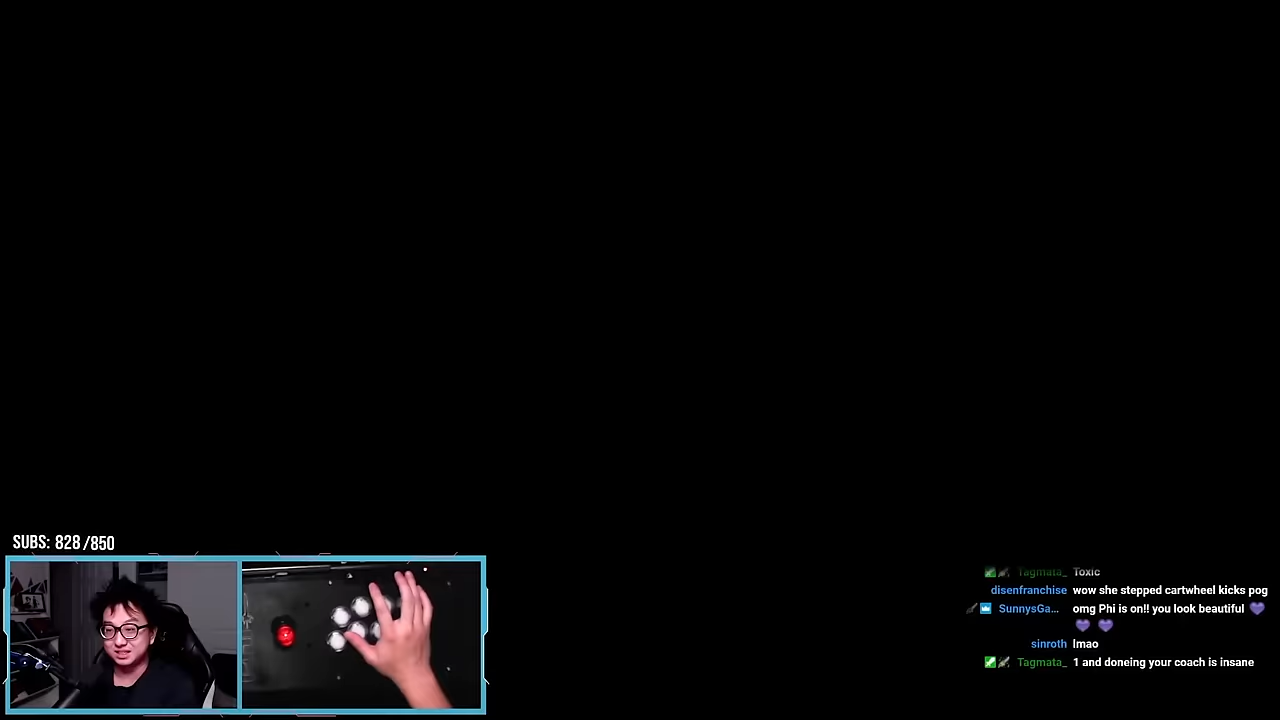 SUBS: 828/850
Tagmata_ Toxic
disenfranchise wow she stepped cartwheel kicks pog
SunnysGa... omg Phi is on!! you look beautiful 💜
💜 💜
sinroth lmao
Tagmata_ 1 and doneing your coach is insane